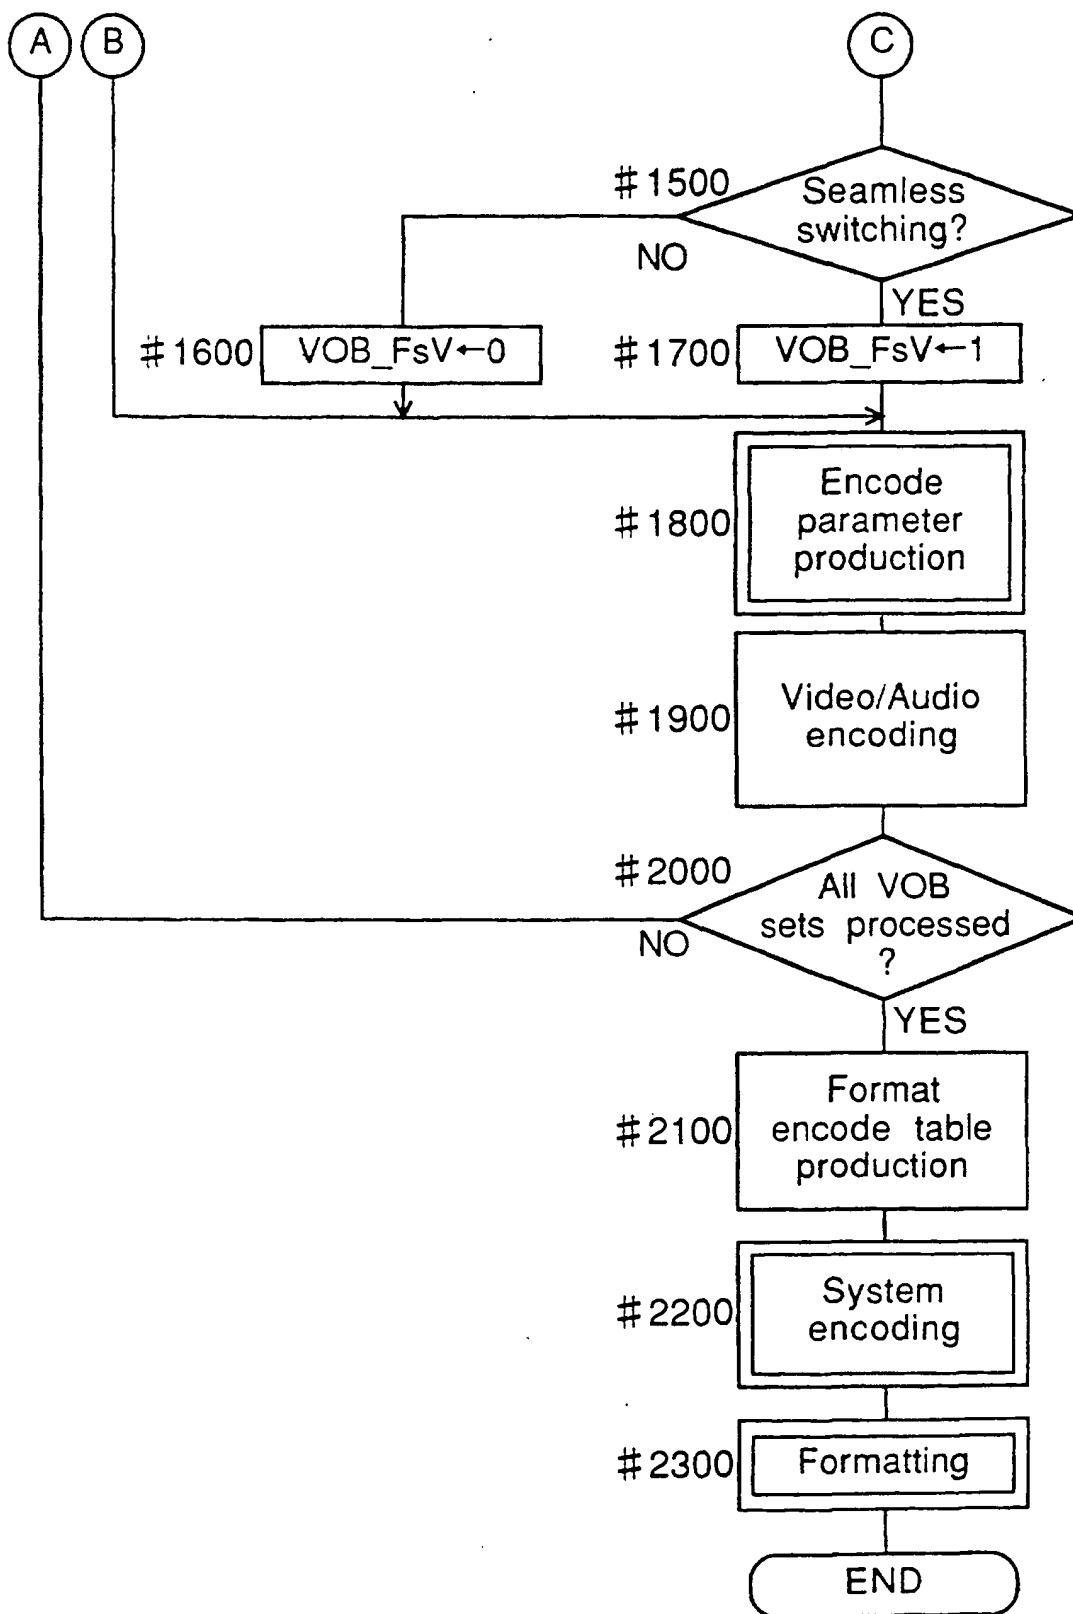 A B C
#1500
Seamless
switching?
NO
YES
#1600 VOB_FsV←0
#1700 VOB_FsV←1
#1800
Encode
parameter
production
#1900
Video/Audio
encoding
#2000
All VOB
sets processed
?
NO
YES
#2100
Format
encode table
production
#2200
System
encoding
#2300 Formatting
END